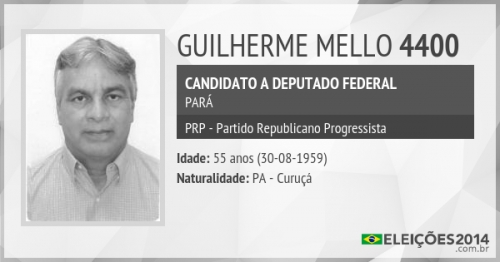 GUILHERME MELLO 4400
CANDIDATO A DEPUTADO FEDERAL
PARÁ
PRP - Partido Republicano Progressista
Idade: 55 anos (30-08-1959)
Naturalidade: PA - Curuçá
ELEIÇÕES2014
.com.br